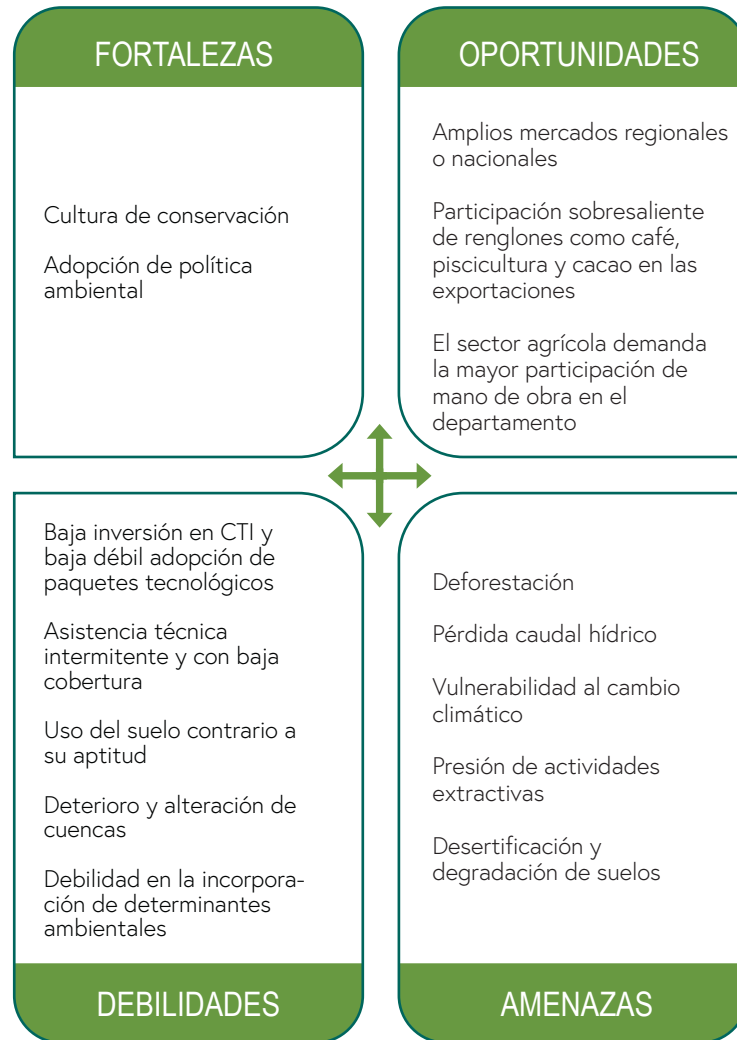 FORTALEZAS
Cultura de conservación
Adopción de política
ambiental
OPORTUNIDADES
Amplios mercados regionales
o nacionales
Participación sobresaliente
de renglones como café,
piscicultura y cacao en las
exportaciones
El sector agrícola demanda
la mayor participación de
mano de obra en el
departamento
Baja inversión en CTI y
baja débil adopción de
paquetes tecnológicos
Asistencia técnica
intermitente y con baja
cobertura
Uso del suelo contrario a
su aptitud
Deterioro y alteración de
cuencas
Debilidad en la incorpora-
ción de determinantes
ambientales
DEBILIDADES
Deforestación
Pérdida caudal hídrico
Vulnerabilidad al cambio
climático
Presión de actividades
extractivas
Desertificación y
degradación de suelos
AMENAZAS